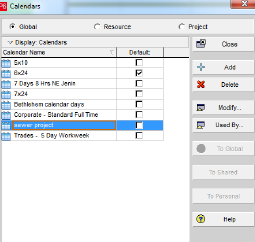 Calendars
Global Resource Project
Display: Calendars
Calendar Name Default
5x10
6x24
7 Days 8 Hrs NE Jenin
7x24
Bethlehem calendar days
Corporate - Standard Full Time
sewer project
Trades - 5 Day Workweek
Close
Add
Delete
Modify...
Used By...
To Global
To Shared
To Personal
Help